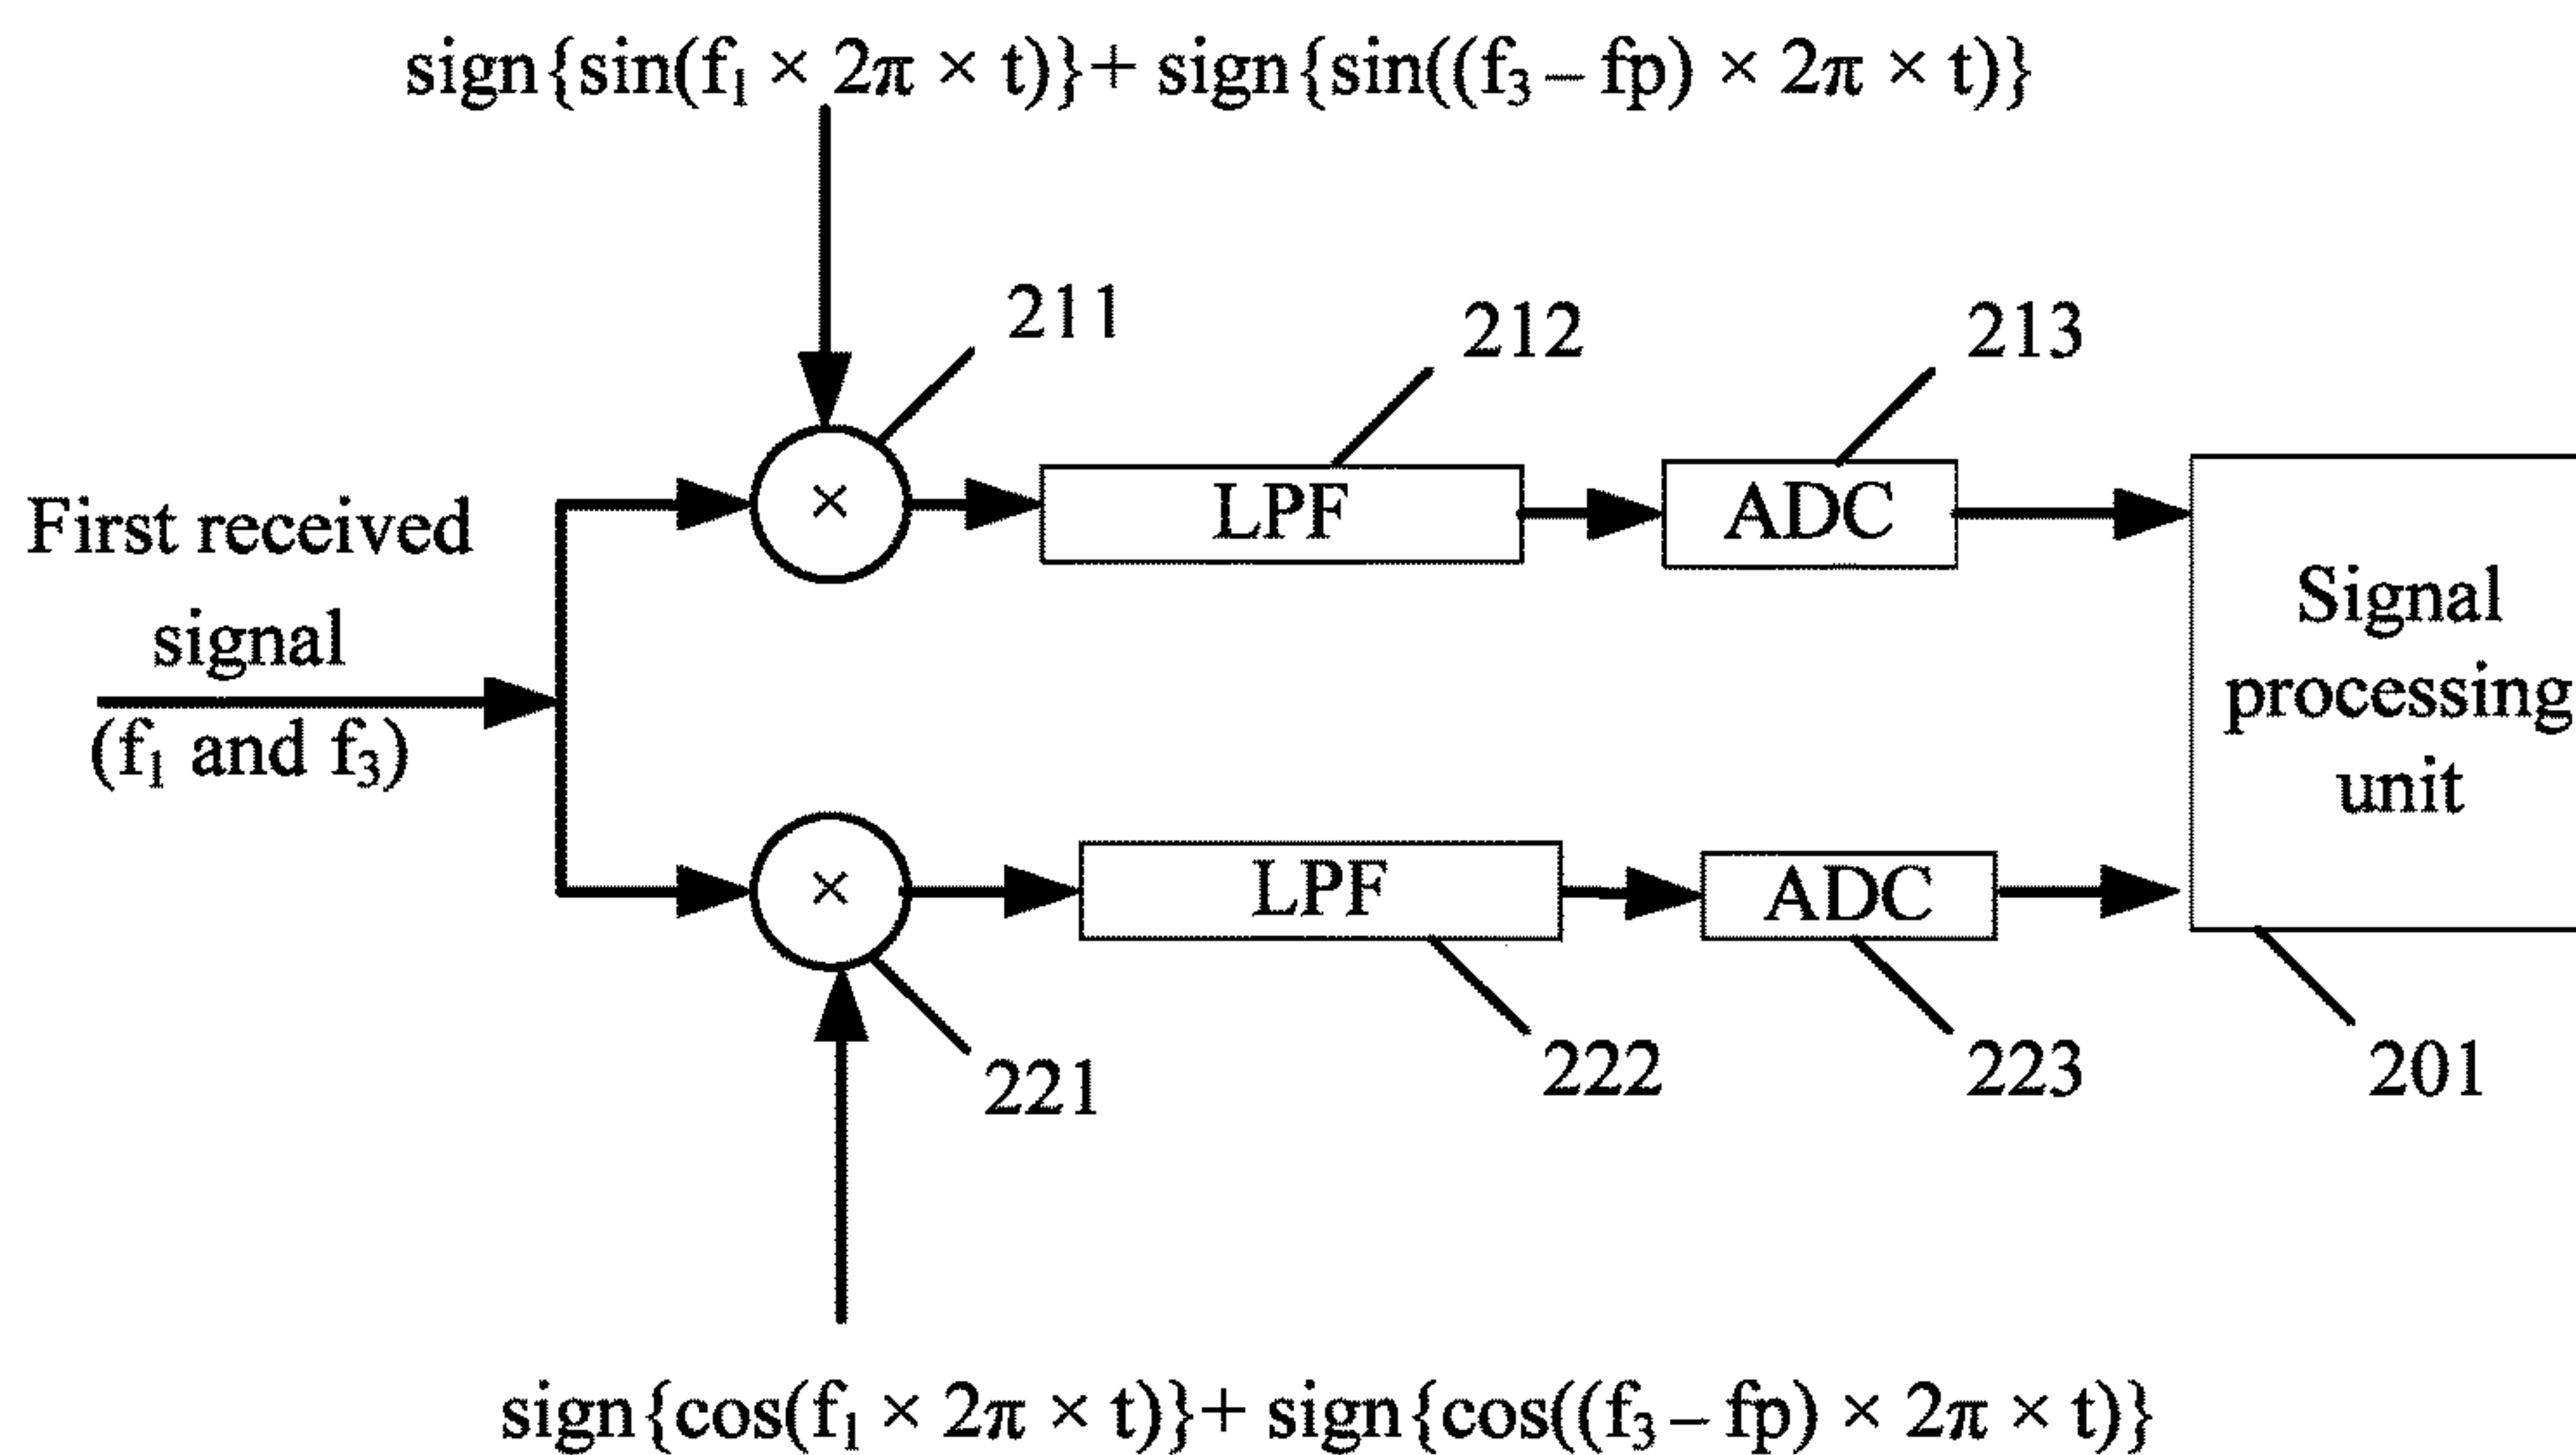 sign{sin(f₁ × 2π × t)}+ sign{sin((f₃ – fp) × 2π × t)}
211
212
213
First received
signal
(f₁ and f₃)
×
LPF
ADC
Signal
processing
unit
×
LPF
ADC
221
222
223
201
sign{cos(f₁ × 2π × t)}+ sign{cos((f₃ – fp) × 2π × t)}